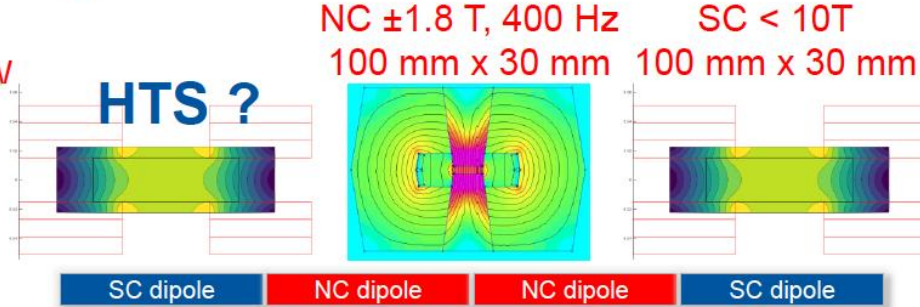 NC ±1.8 T, 400 Hz
100 mm x 30 mm
SC < 10T
100 mm x 30 mm
HTS ?
SC dipole
NC dipole
NC dipole
SC dipole